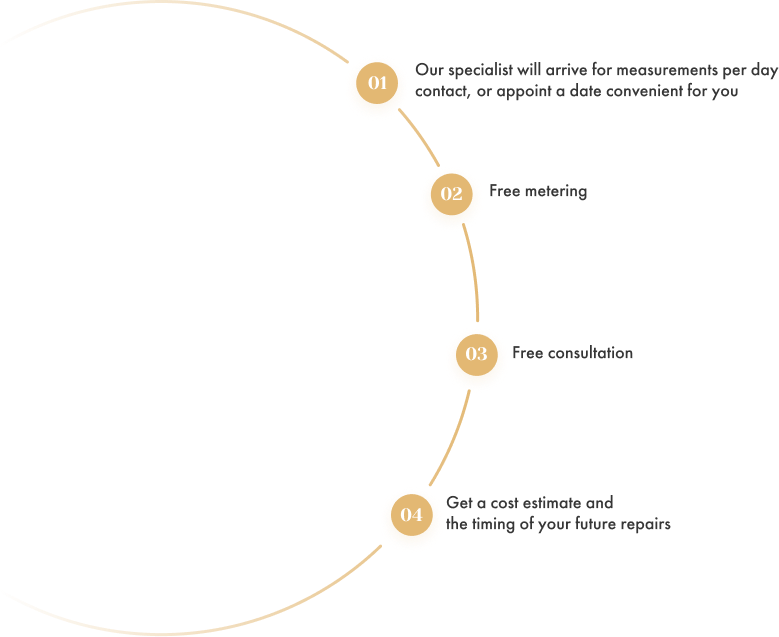 01
Our specialist will arrive for measurements per day
contact, or appoint a date convenient for you
02
Free metering
03
Free consultation
04
Get a cost estimate and
the timing of your future repairs